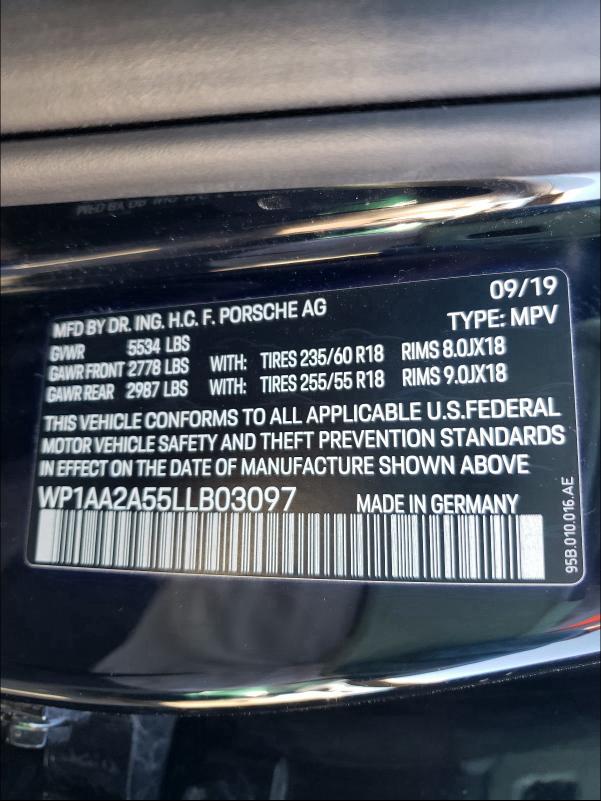 09/19
MFD BY DR. ING. H.C. F. PORSCHE AG TYPE: MPV
GVWR 5534 LBS
GAWR FRONT 2778 LBS WITH: TIRES 235/60 R18 RIMS 8.0JX18
GAWR REAR 2987 LBS WITH: TIRES 255/55 R18 RIMS 9.0JX18
THIS VEHICLE CONFORMS TO ALL APPLICABLE U.S.FEDERAL
MOTOR VEHICLE SAFETY AND THEFT PREVENTION STANDARDS
IN EFFECT ON THE DATE OF MANUFACTURE SHOWN ABOVE
WP1AA2A55LLB03097 MADE IN GERMANY
95B.010.016.AE